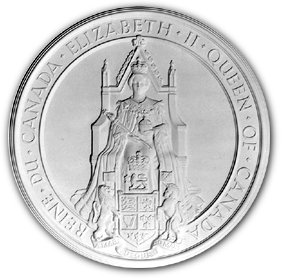 REINE · DU · CANADA · ELIZABETH · II · QUEEN · OF · CANADA ·